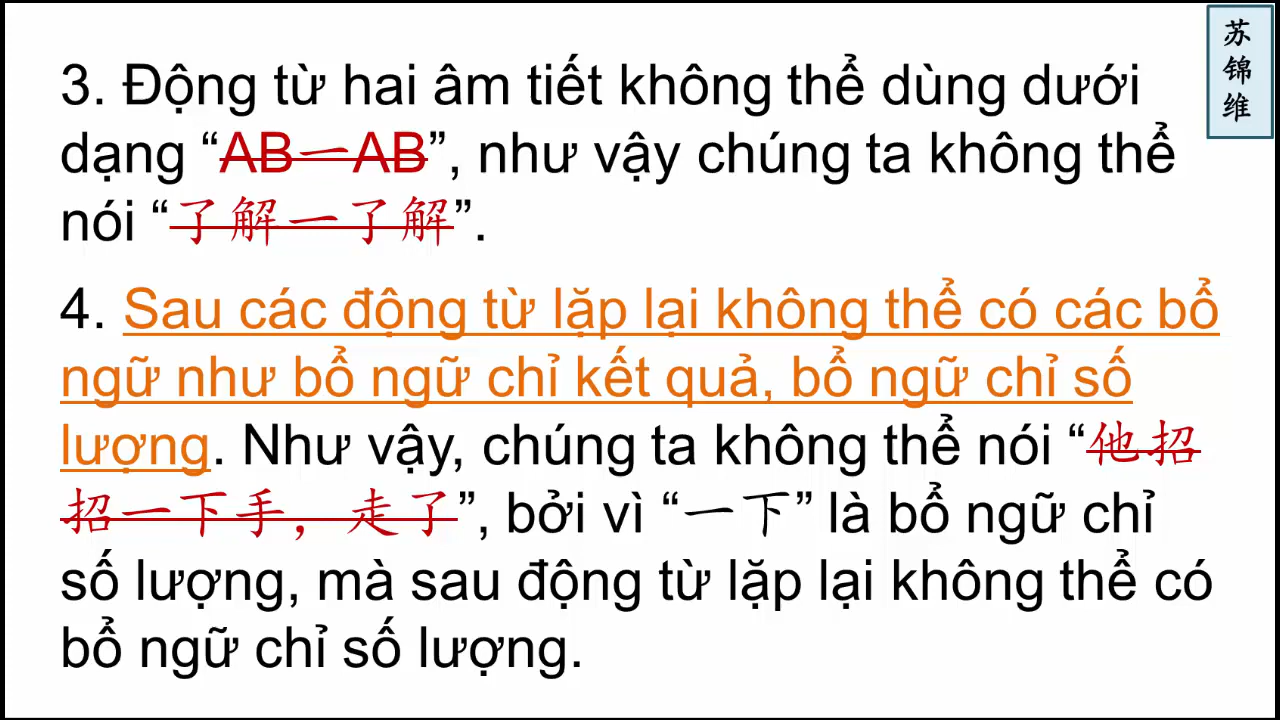 苏锦维
3. Động từ hai âm tiết không thể dùng dưới
dạng “AB一AB”, như vậy chúng ta không thể
nói “了解一了解”.
4. Sau các động từ lặp lại không thể có các bổ
ngữ như bổ ngữ chỉ kết quả, bổ ngữ chỉ số
lượng. Như vậy, chúng ta không thể nói “他招
招一下手，走了”, bởi vì “一下” là bổ ngữ chỉ
số lượng, mà sau động từ lặp lại không thể có
bổ ngữ chỉ số lượng.